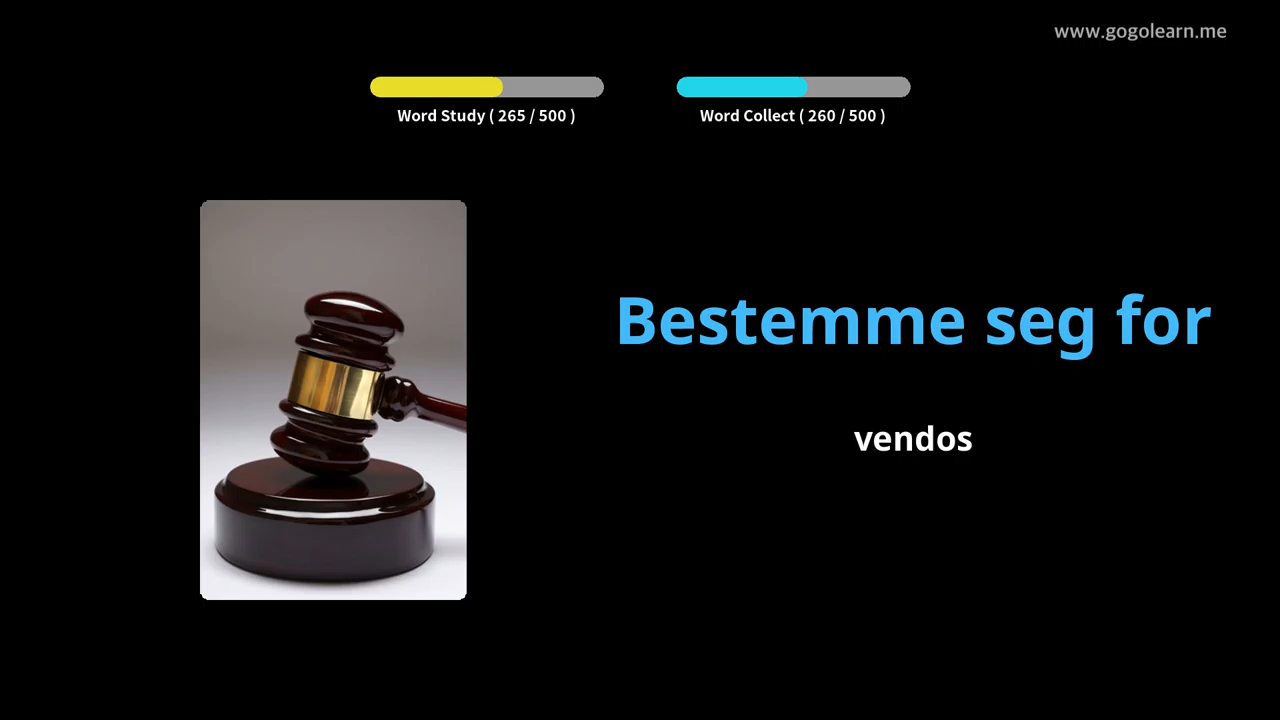 www.gogolearn.me
Word Study ( 265 / 500 )
Word Collect ( 260 / 500 )
Bestemme seg for
vendos